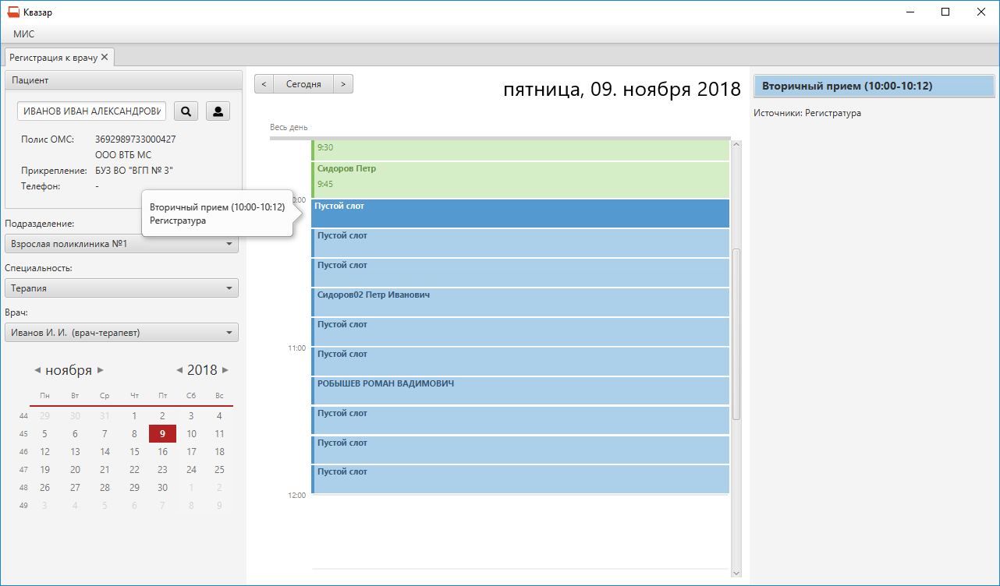 Квазар
МИС
Регистрация к врачу
Пациент
ИВАНОВ ИВАН АЛЕКСАНДРОВИ
Полис ОМС: 3692989733000427
ООО ВТБ МС
Прикрепление: БУЗ ВО "ВГП № 3"
Телефон: -
Подразделение:
Взрослая поликлиника №1
Специальность:
Терапия
Врач:
Иванов И. И. (врач-терапевт)
ноября 2018
Пн Вт Ср Чт Пт Сб Вс
44 29 30 31 1 2 3 4
45 5 6 7 8 9 10 11
46 12 13 14 15 16 17 18
47 19 20 21 22 23 24 25
48 26 27 28 29 30 1 2
49 3 4 5 6 7 8 9
< Сегодня >
пятница, 09. ноября 2018
Весь день
9:30
Сидоров Петр
9:45
0:00
Вторичный прием (10:00-10:12)
Регистратура
Пустой слот
Пустой слот
Пустой слот
Сидоров02 Петр Иванович
Пустой слот
11:00
Пустой слот
РОБЫШЕВ РОМАН ВАДИМОВИЧ
Пустой слот
Пустой слот
Пустой слот
12:00
Вторичный прием (10:00-10:12)
Источники: Регистратура